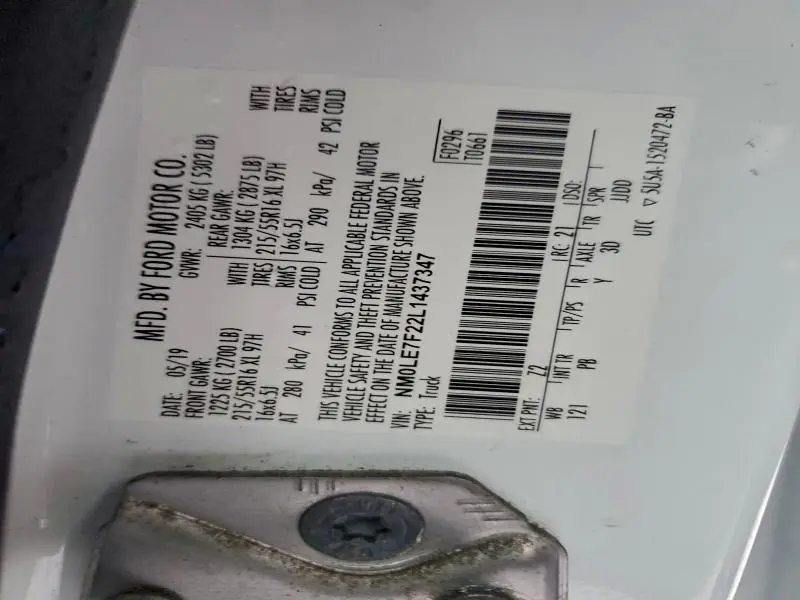 MFD. BY FORD MOTOR CO.
DATE: 05/19 GVWR: 2405 KG ( 5302 LB)
FRONT GAWR: REAR GAWR:
1225 KG ( 2700 LB) WITH 1304 KG ( 2875 LB) WITH
215/55R16 XL 97H TIRES 215/55R16 XL 97H TIRES
16x6.5J RIMS 16x6.5J RIMS
AT 280 kPa/ 41 PSI COLD AT 290 kPa/ 42 PSI COLD
THIS VEHICLE CONFORMS TO ALL APPLICABLE FEDERAL MOTOR
VEHICLE SAFETY AND THEFT PREVENTION STANDARDS IN
EFFECT ON THE DATE OF MANUFACTURE SHOWN ABOVE.
VIN: NM0LE7F22L1437347
TYPE: Truck
F0296
T0661
EXT PNT: Z2 RC: 21 DSO:
WB INT TR TP/PS R AXLE TR SPR
121 PB Y 3D JJDD
UTC ▽ 5U5A-1520472-BA